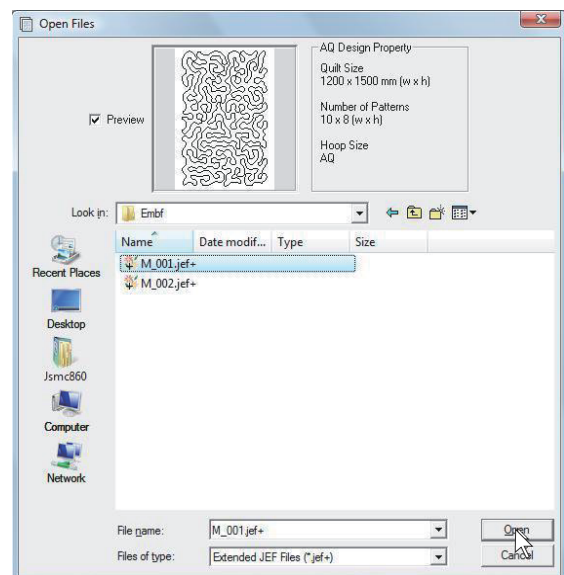 Open Files
Preview
AQ Design Property
Quilt Size
1200 x 1500 mm (w x h)
Number of Patterns
10 x 8 (w x h)
Hoop Size
AQ
Look in:
Embf
Name
Date modif...
Type
Size
M_001.jef+
M_002.jef+
Recent Places
Desktop
Jsmc860
Computer
Network
File name:
M_001.jef+
Open
Files of type:
Extended JEF Files (*.jef+)
Cancel